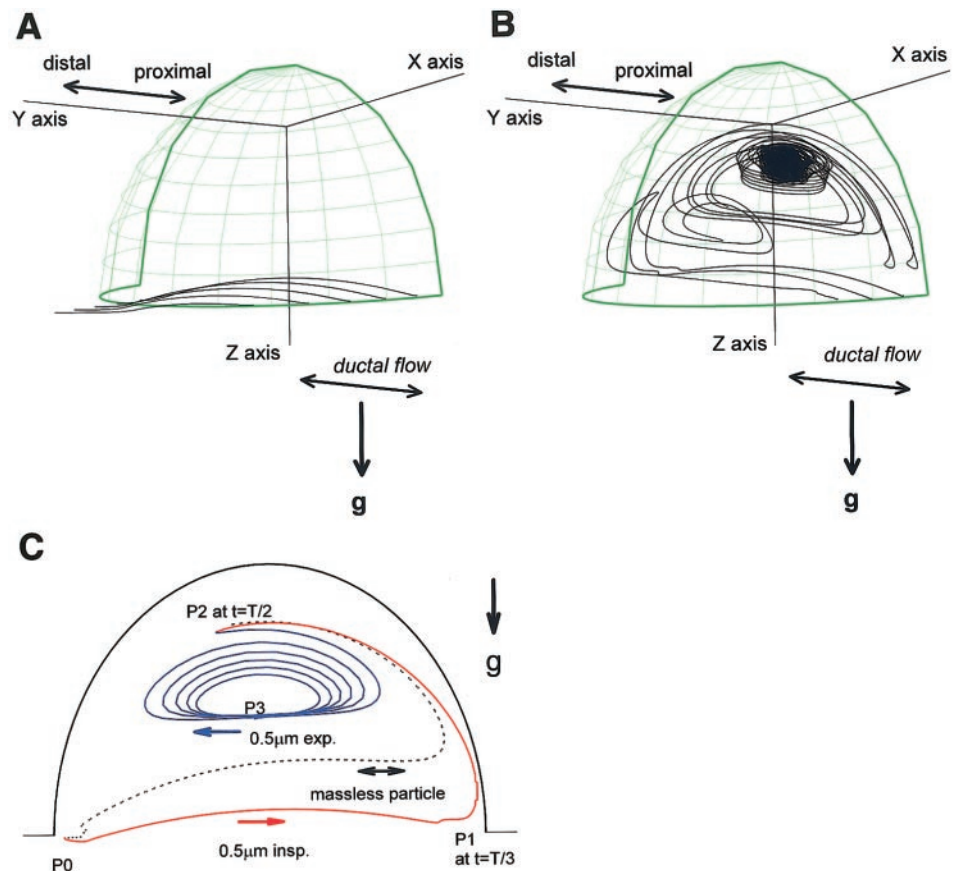 A
distal
proximal
X axis
Y axis
Z axis
ductal flow
g
B
distal
proximal
X axis
Y axis
Z axis
ductal flow
g
C
P2 at t=T/2
g
P3
0.5µm exp.
massless particle
P0
0.5µm insp.
P1
at t=T/3